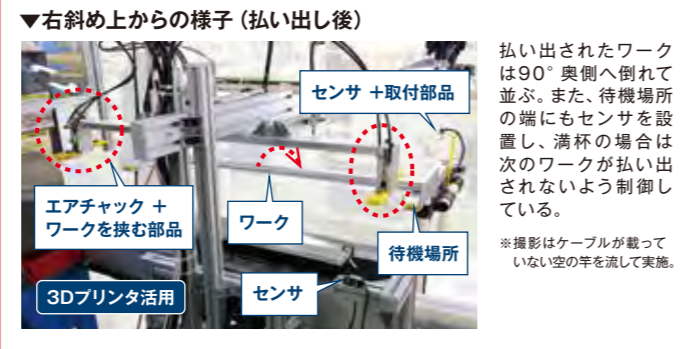 ▼右斜め上からの様子（払い出し後）
センサ ＋取付部品
エアチャック ＋
ワークを挟む部品
ワーク
待機場所
3Dプリンタ活用
センサ
払い出されたワーク
は90°奥側へ倒れて
並ぶ。また、待機場所
の端にもセンサを設
置し、満杯の場合は
次のワークが払い出
されないよう制御し
ている。
※撮影はケーブルが載って
いない空の竿を流して実施。